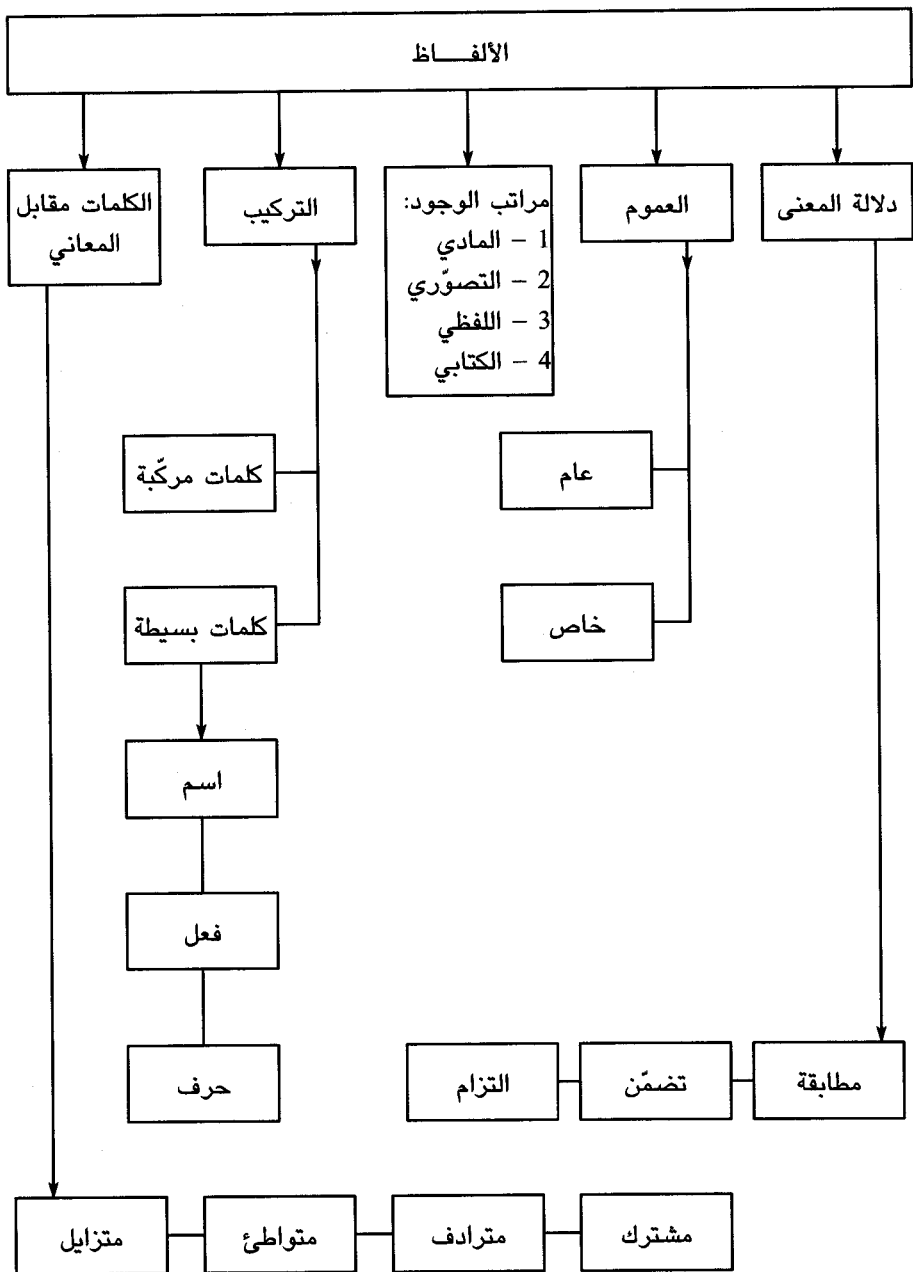 الألفـــاظ
دلالة المعنى
العموم
مراتب الوجود:
1 – المادي
2 – التصوّري
3 – اللفظي
4 – الكتابي
التركيب
الكلمات مقابل
المعاني
عام
خاص
كلمات مركّبة
كلمات بسيطة
اسم
فعل
حرف
مطابقة
تضمّن
التزام
مشترك
مترادف
متواطئ
متزايل